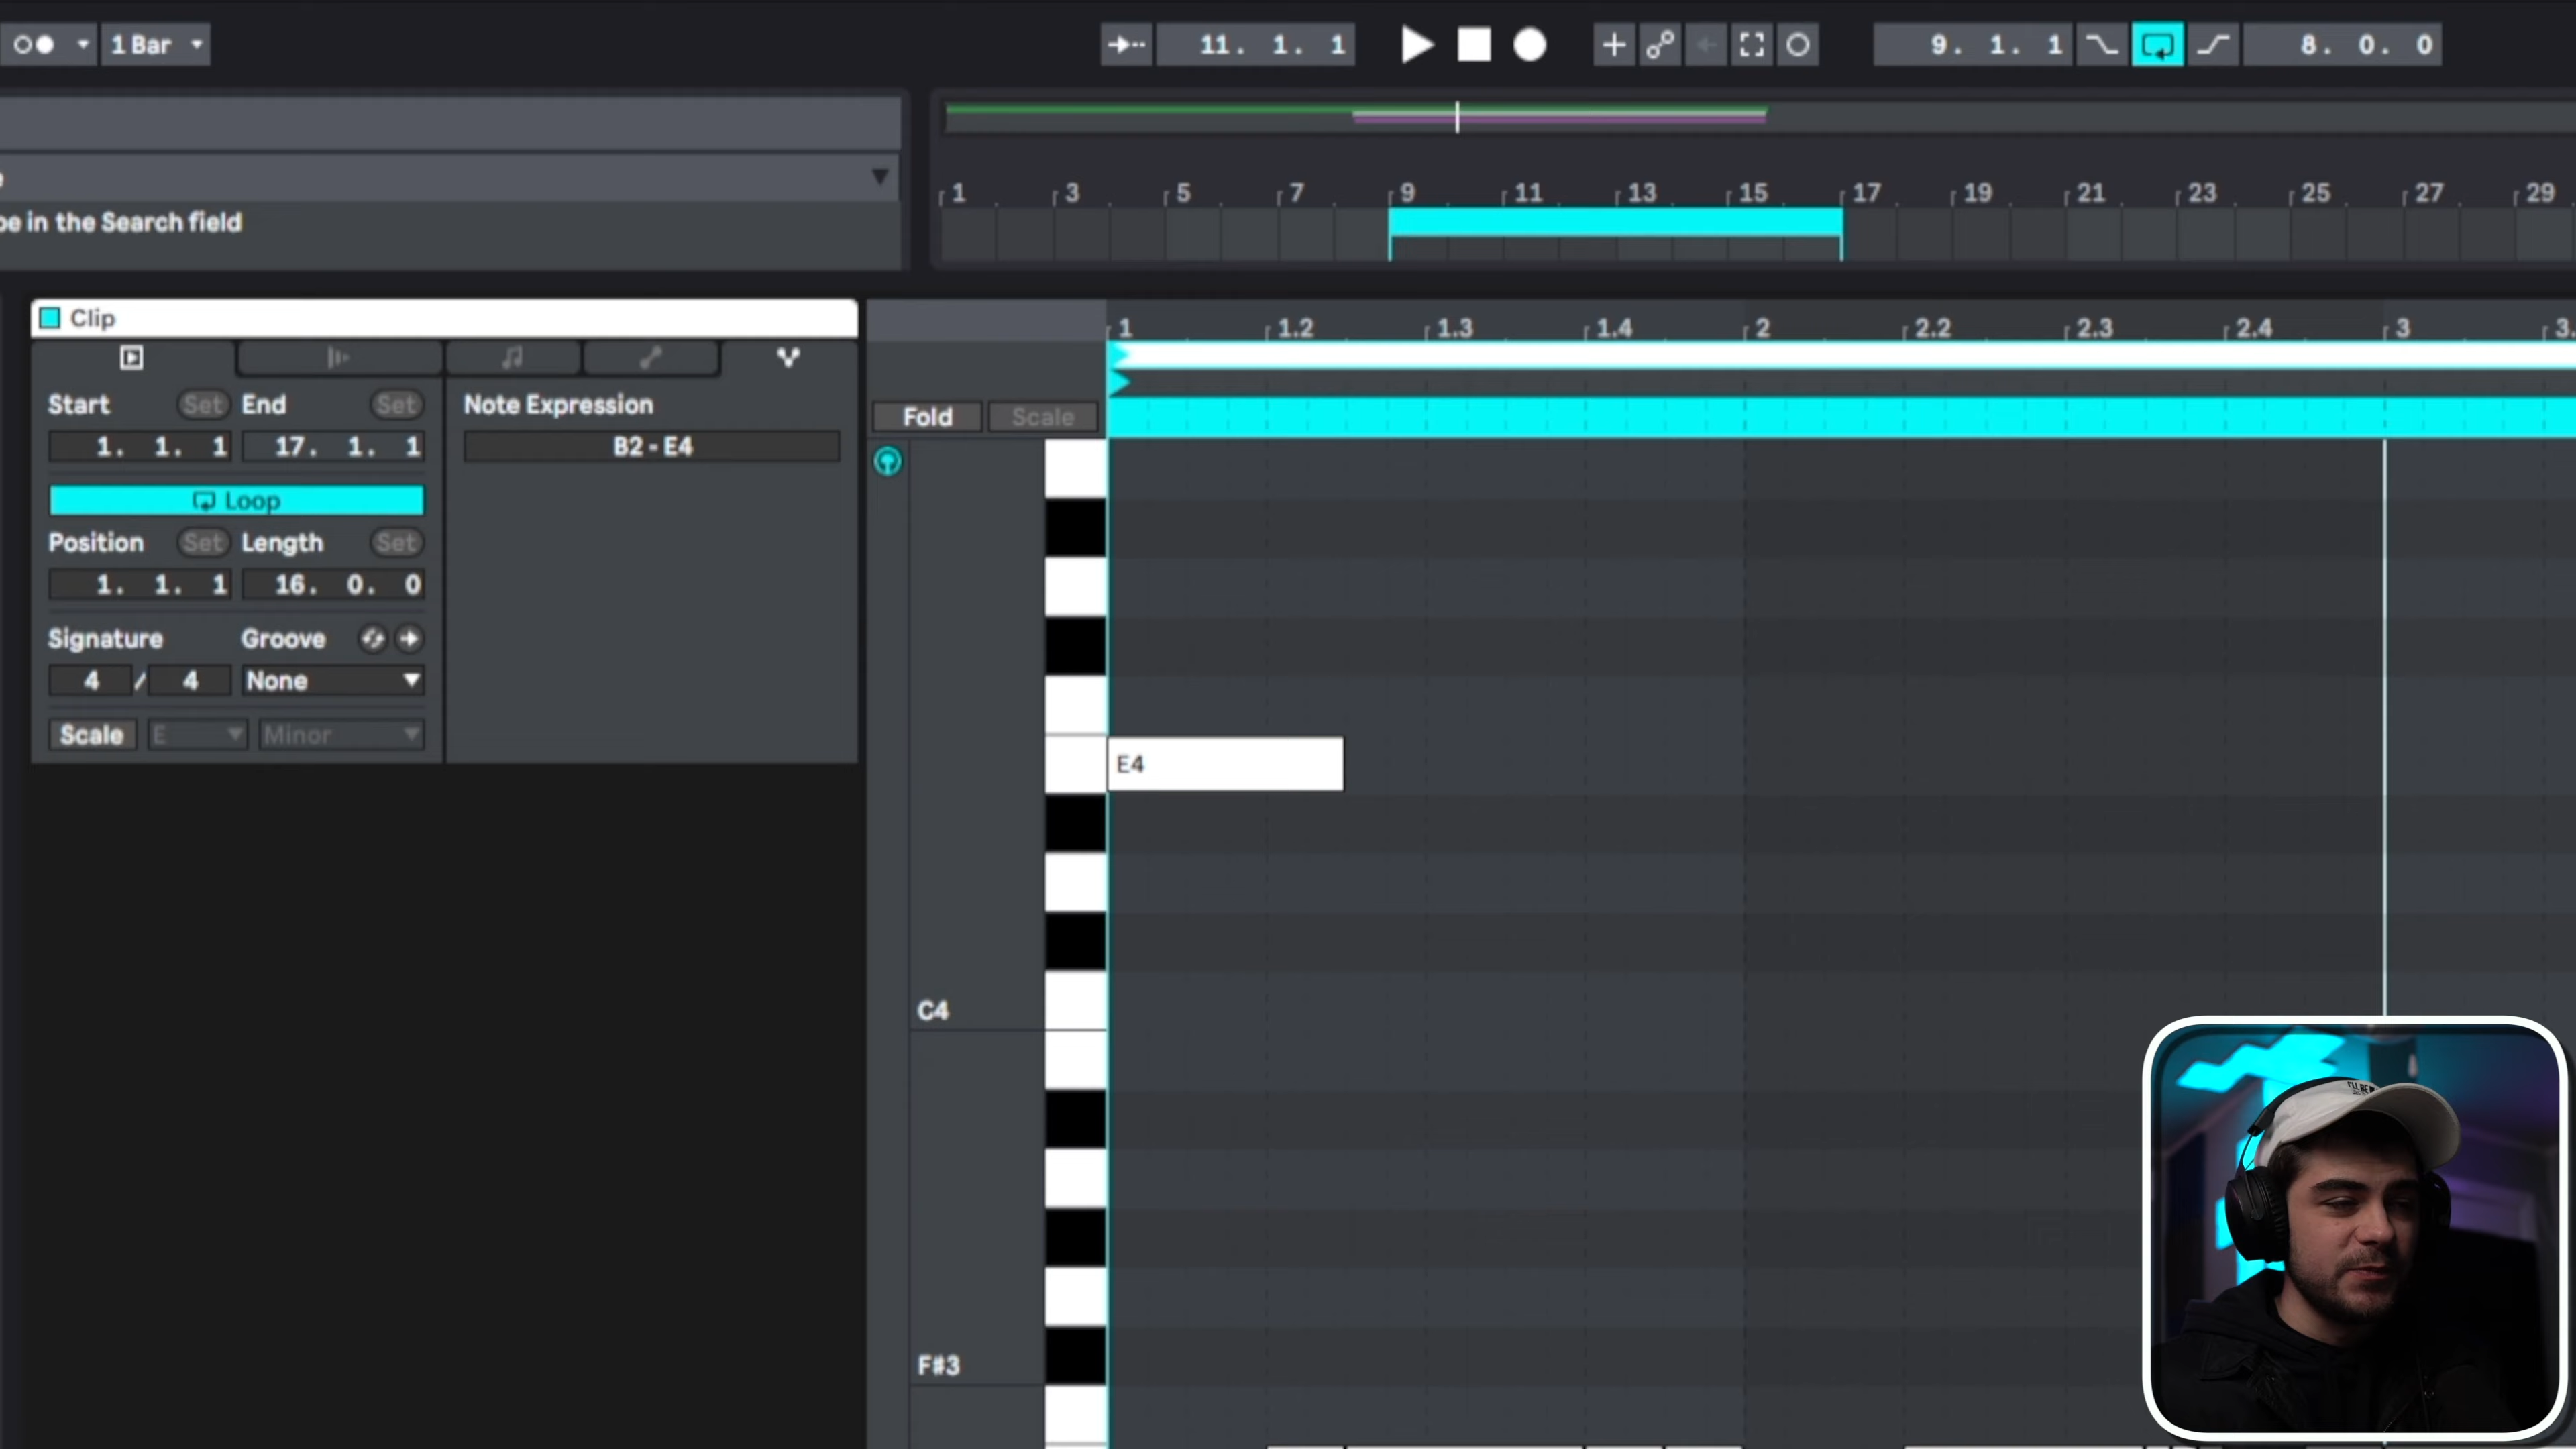 1 Bar
11. 1. 1
9. 1. 1
8. 0. 0
1 3 5 7 9 11 13 15 17 19 21 23 25 27 29
in the Search field
Clip
1 1.2 1.3 1.4 2 2.2 2.3 2.4 3 3.
Start Set End Set
1. 1. 1 17. 1. 1
Note Expression
B2 - E4
Fold Scale
Loop
Position Set Length Set
1. 1. 1 16. 0. 0
Signature Groove
4 / 4 None
Scale E Minor
E4
C4
F#3